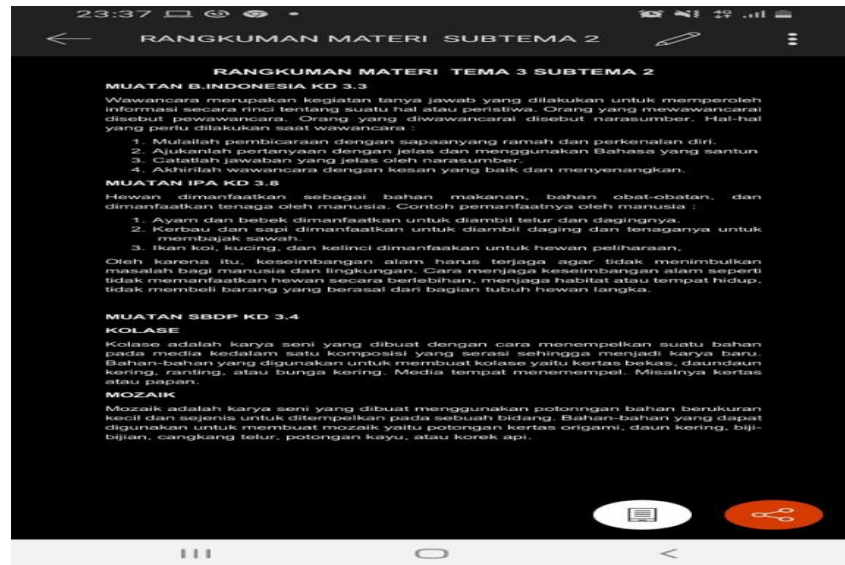 23:37
4G
RANGKUMAN MATERI SUBTEMA 2
RANGKUMAN MATERI TEMA 3 SUBTEMA 2
MUATAN B.INDONESIA KD 3.3
Wawancara merupakan kegiatan tanya jawab yang dilakukan untuk memperoleh
informasi secara rinci tentang suatu hal atau peristiwa. Orang yang mewawancarai
disebut pewawancara. Orang yang diwawancarai disebut narasumber. Hal-hal
yang perlu dilakukan saat wawancara :
1. Mulailah pembicaraan dengan sapaanyang ramah dan perkenalan diri.
2. Ajukanlah pertanyaan dengan jelas dan menggunakan Bahasa yang santun
3. Catatlah jawaban yang jelas oleh narasumber.
4. Akhirilah wawancara dengan kesan yang baik dan menyenangkan.
MUATAN IPA KD 3.8
Hewan dimanfaatkan sebagai bahan makanan, bahan obat-obatan, dan
dimanfaatkan tenaga oleh manusia. Contoh pemanfaatnya oleh manusia :
1. Ayam dan bebek dimanfaatkan untuk diambil telur dan dagingnya.
2. Kerbau dan sapi dimanfaatkan untuk diambil daging dan tenaganya untuk
membajak sawah.
3. Ikan koi, kucing, dan kelinci dimanfaakan untuk hewan peliharaan,
Oleh karena itu, keseimbangan alam harus terjaga agar tidak menimbulkan
masalah bagi manusia dan lingkungan. Cara menjaga keseimbangan alam seperti
tidak memanfaatkan hewan secara berlebihan, menjaga habitat atau tempat hidup,
tidak membeli barang yang berasal dari bagian tubuh hewan langka.
MUATAN SBDP KD 3.4
KOLASE
Kolase adalah karya seni yang dibuat dengan cara menempelkan suatu bahan
pada media kedalam satu komposisi yang serasi sehingga menjadi karya baru.
Bahan-bahan yang digunakan untuk membuat kolase yaitu kertas bekas, daundaun
kering, ranting, atau bunga kering. Media tempat menemempel. Misalnya kertas
atau papan.
MOZAIK
Mozaik adalah karya seni yang dibuat menggunakan potonngan bahan berukuran
kecil dan sejenis untuk ditempelkan pada sebuah bidang. Bahan-bahan yang dapat
digunakan untuk membuat mozaik yaitu potongan kertas origami, daun kering, biji-
bijian, cangkang telur, potongan kayu, atau korek api.